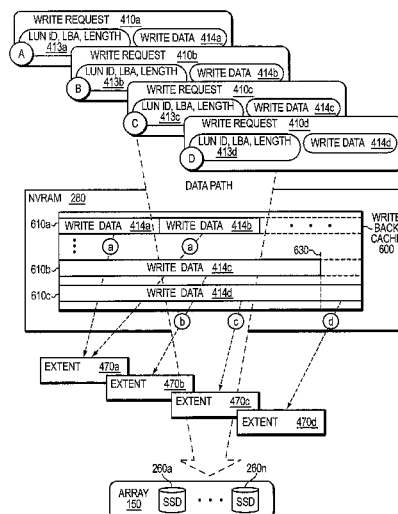 WRITE REQUEST 410a
LUN ID, LBA, LENGTH 413a
WRITE DATA 414a
A
WRITE REQUEST 410b
LUN ID, LBA, LENGTH 413b
WRITE DATA 414b
B
WRITE REQUEST 410c
LUN ID, LBA, LENGTH 413c
WRITE DATA 414c
C
WRITE REQUEST 410d
LUN ID, LBA, LENGTH 413d
WRITE DATA 414d
D
DATA PATH
NVRAM 280
WRITE
BACK
CACHE
600
610a
WRITE DATA 414a
WRITE DATA 414b
a
a
630
610b
WRITE DATA 414c
610c
WRITE DATA 414d
b
c
d
EXTENT 470a
EXTENT 470b
EXTENT 470c
EXTENT 470d
260a
260n
ARRAY
150
SSD
SSD